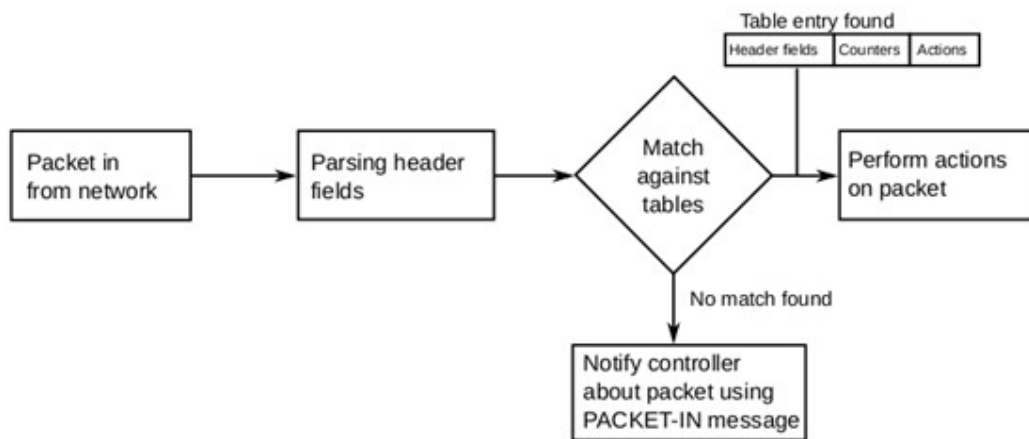 Table entry found
Header fields Counters Actions
Packet in
from network
Parsing header
fields
Match
against
tables
Perform actions
on packet
No match found
Notify controller
about packet using
PACKET-IN message